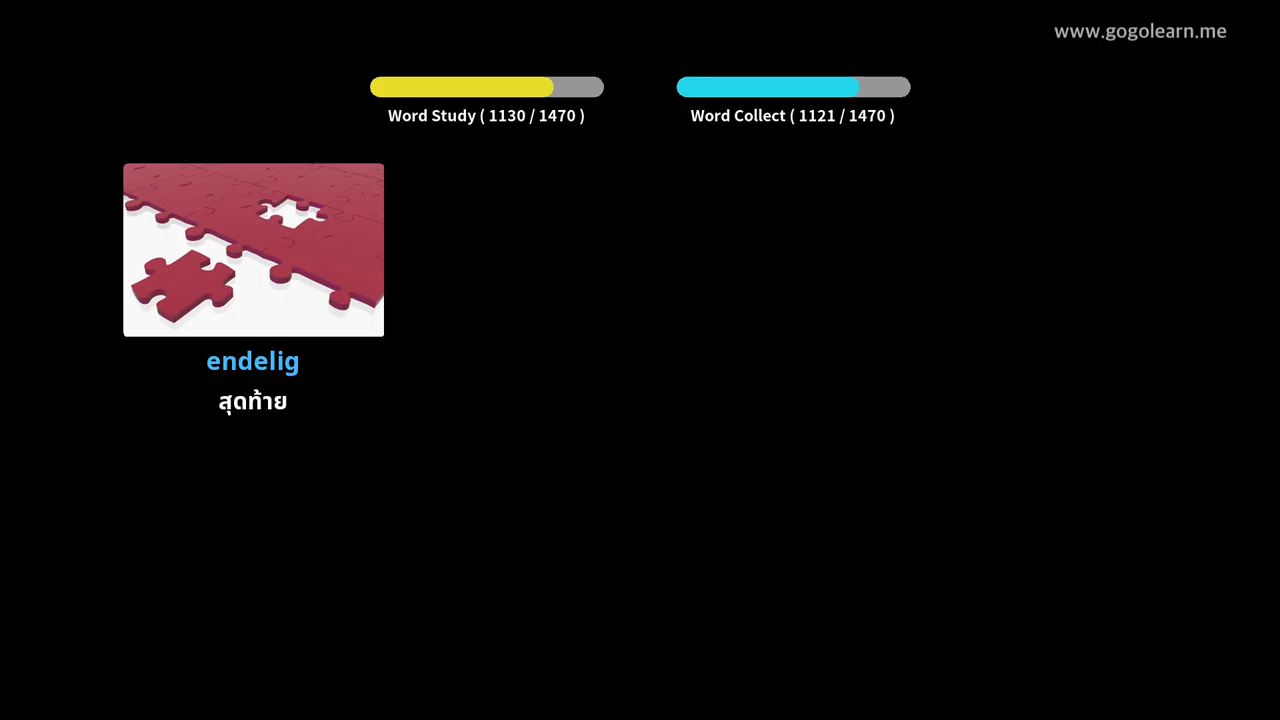 www.gogolearn.me
Word Study ( 1130 / 1470 )
Word Collect ( 1121 / 1470 )
endelig
สุดท้าย